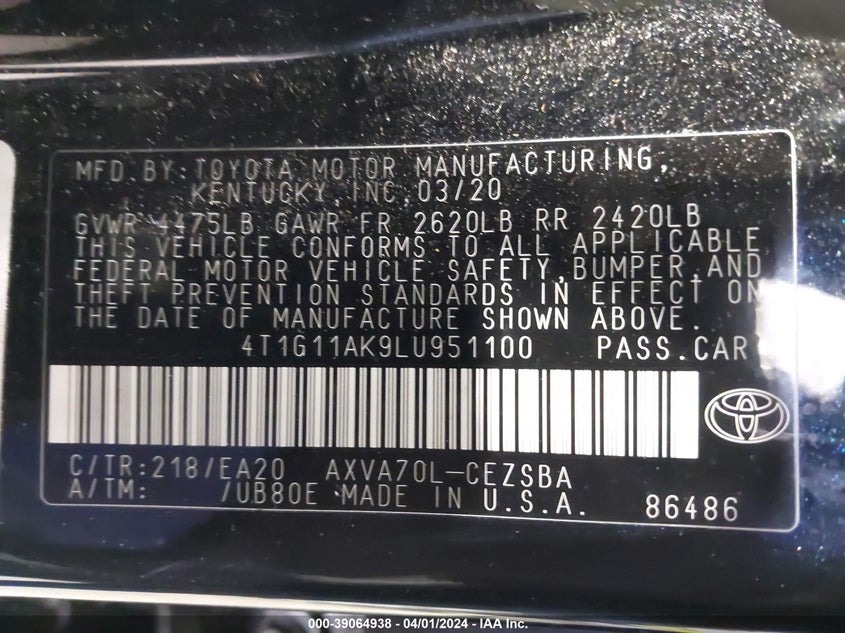 MFD.BY:TOYOTA MOTOR MANUFACTURING,
KENTUCKY,INC,03/20
GVWR 4475LB GAWR FR 2620LB RR 2420LB
THIS VEHICLE CONFORMS TO ALL APPLICABLE
FEDERAL MOTOR VEHICLE SAFETY,BUMPER,AND
THEFT PREVENTION STANDARDS IN EFFECT ON
THE DATE OF MANUFACTURE SHOWN ABOVE.
4T1G11AK9LU951100 PASS.CAR
C/TR:218/EA20 AXVA70L-CEZSBA
A/TM: /UB80E MADE IN U.S.A. 86486
000-39064938 - 04/01/2024 - IAA Inc.